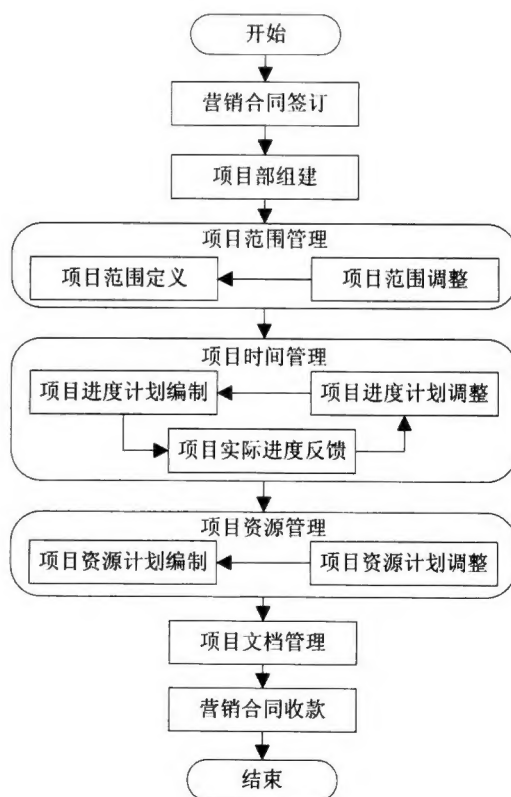 开始
营销合同签订
项目部组建
项目范围管理
项目范围定义
项目范围调整
项目时间管理
项目进度计划编制
项目进度计划调整
项目实际进度反馈
项目资源管理
项目资源计划编制
项目资源计划调整
项目文档管理
营销合同收款
结束